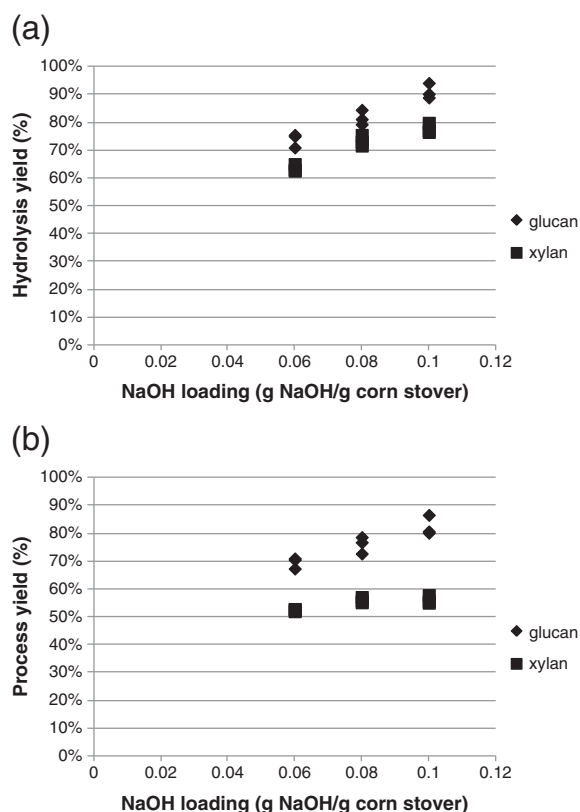 (a)
100%
90%
80%
70%
60%
50%
40%
30%
20%
10%
0%
Hydrolysis yield (%)
0 0.02 0.04 0.06 0.08 0.1 0.12
NaOH loading (g NaOH/g corn stover)
glucan
xylan
(b)
100%
90%
80%
70%
60%
50%
40%
30%
20%
10%
0%
Process yield (%)
0 0.02 0.04 0.06 0.08 0.1 0.12
NaOH loading (g NaOH/g corn stover)
glucan
xylan